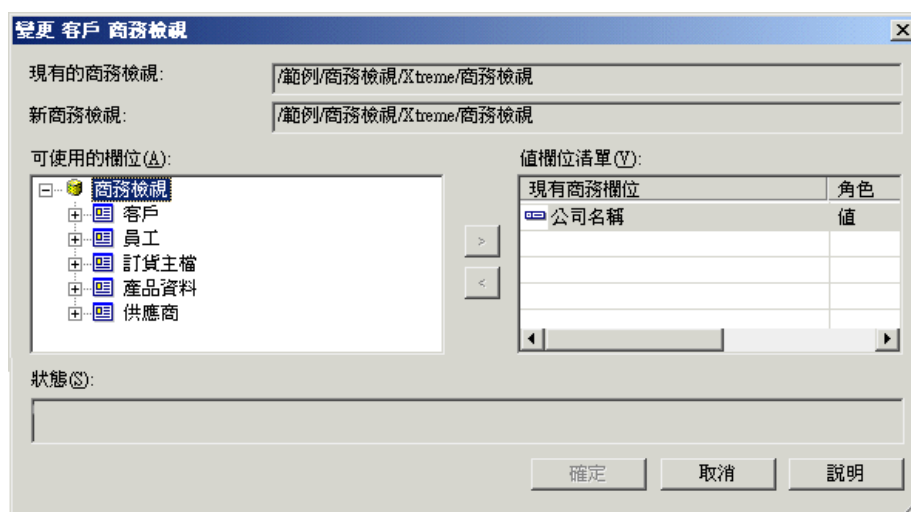 變更 客戶 商務檢視
現有的商務檢視: /範例/商務檢視/Xtreme/商務檢視
新商務檢視: /範例/商務檢視/Xtreme/商務檢視
可使用的欄位(A):
商務檢視
客戶
員工
訂貨主檔
產品資料
供應商
>
<
值欄位清單(V):
現有商務欄位 角色
公司名稱 值
狀態(S):
確定 取消 說明